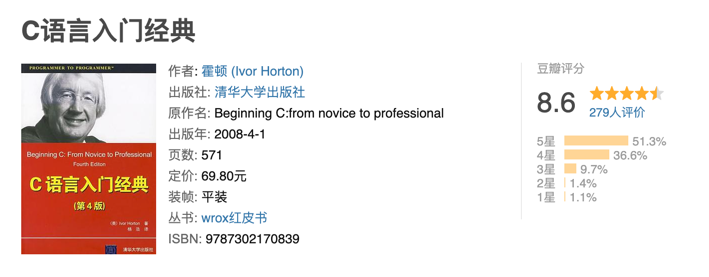 C语言入门经典
PROGRAMMER TO PROGRAMMER™
Beginning C: From Novice to Professional
Fourth Edition
C 语言入门经典
(第4版)
(美) Ivor Horton 著
杨浩 译
清华大学出版社
作者: 霍顿 (Ivor Horton)
出版社: 清华大学出版社
原作名: Beginning C:from novice to professional
出版年: 2008-4-1
页数: 571
定价: 69.80元
装帧: 平装
丛书: wrox红皮书
ISBN: 9787302170839
豆瓣评分
8.6
279人评价
5星 51.3%
4星 36.6%
3星 9.7%
2星 1.4%
1星 1.1%